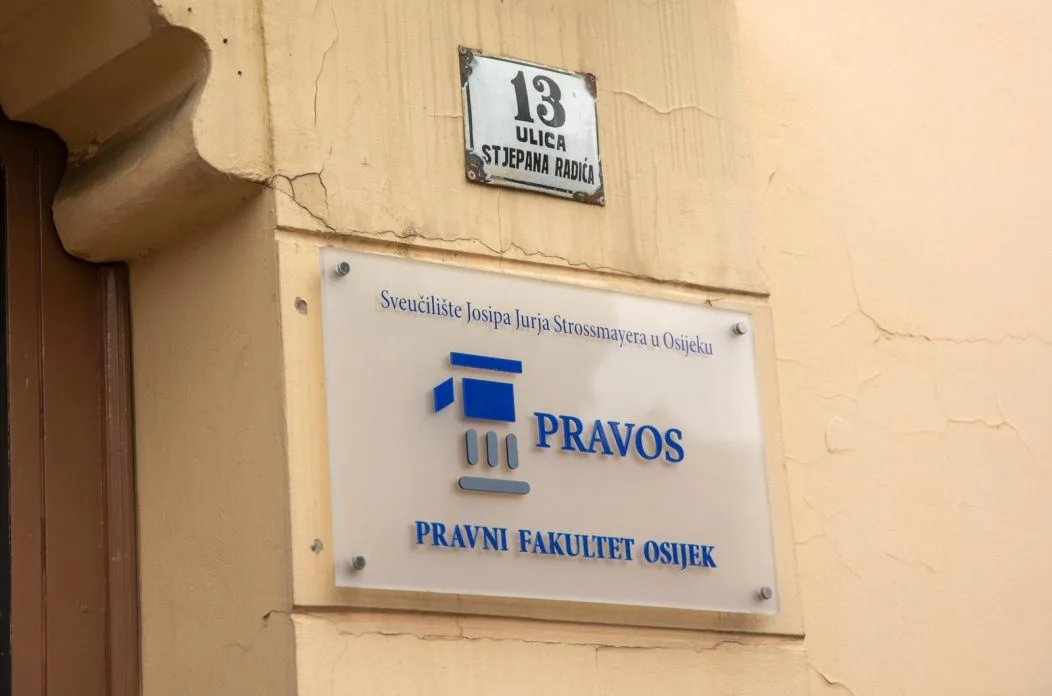 13
ULICA
STJEPANA RADIĆA
Sveučilište Josipa Jurja Strossmayera u Osijeku
PRAVOS
PRAVNI FAKULTET OSIJEK